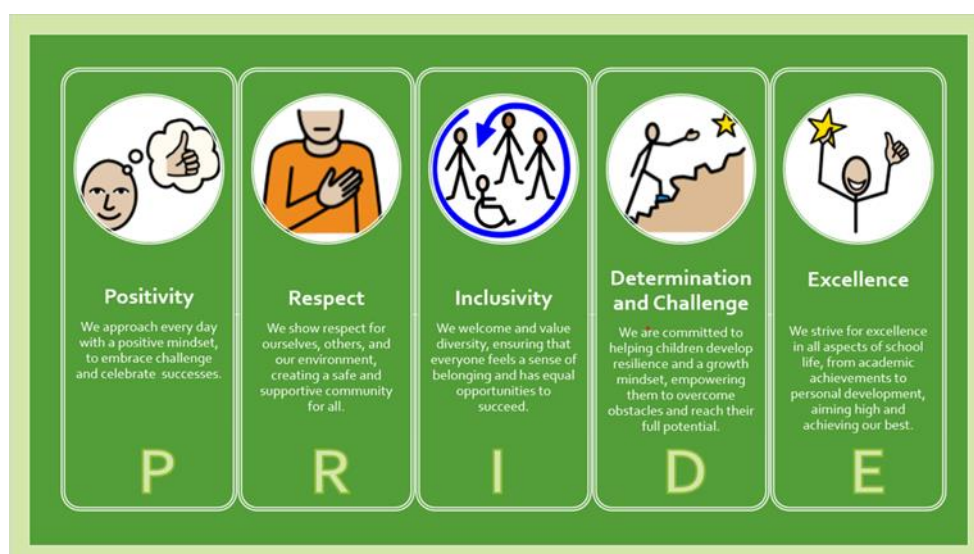 Positivity
We approach every day
with a positive mindset,
to embrace challenge
and celebrate successes.
P
Respect
We show respect for
ourselves, others, and
our environment,
creating a safe and
supportive community
for all.
R
Inclusivity
We welcome and value
diversity, ensuring that
everyone feels a sense of
belonging and has equal
opportunities to
succeed.
I
Determination
and Challenge
We are committed to
helping children develop
resilience and a growth
mindset, empowering
them to overcome
obstacles and reach their
full potential.
D
Excellence
We strive for excellence
in all aspects of school
life, from academic
achievements to
personal development,
aiming high and
achieving our best.
E